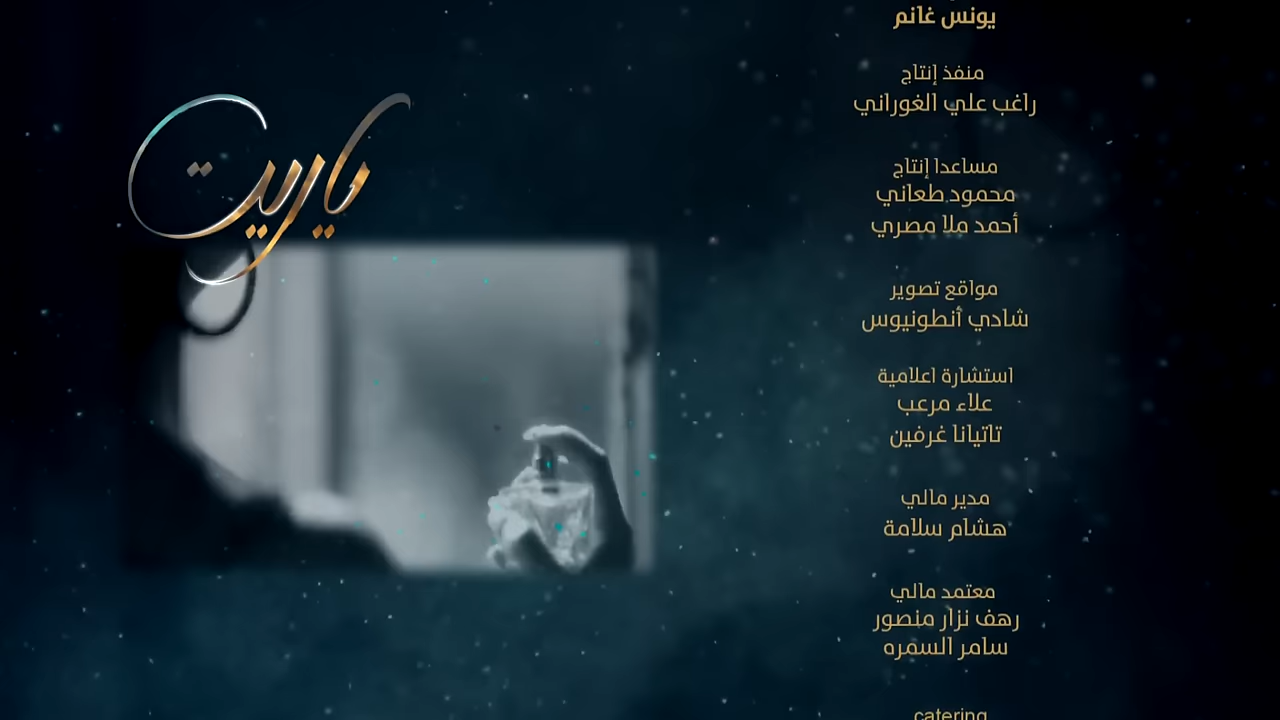 يا ريت
يونس غانم
منفذ إنتاج
راغب علي الغوراني
مساعدا إنتاج
محمود طعاني
أحمد ملا مصري
مواقع تصوير
شادي أنطونيوس
استشارة اعلامية
علاء مرعب
تاتيانا غرفين
مدير مالي
هشام سلامة
معتمد مالي
رهف نزار منصور
سامر السمره
catering